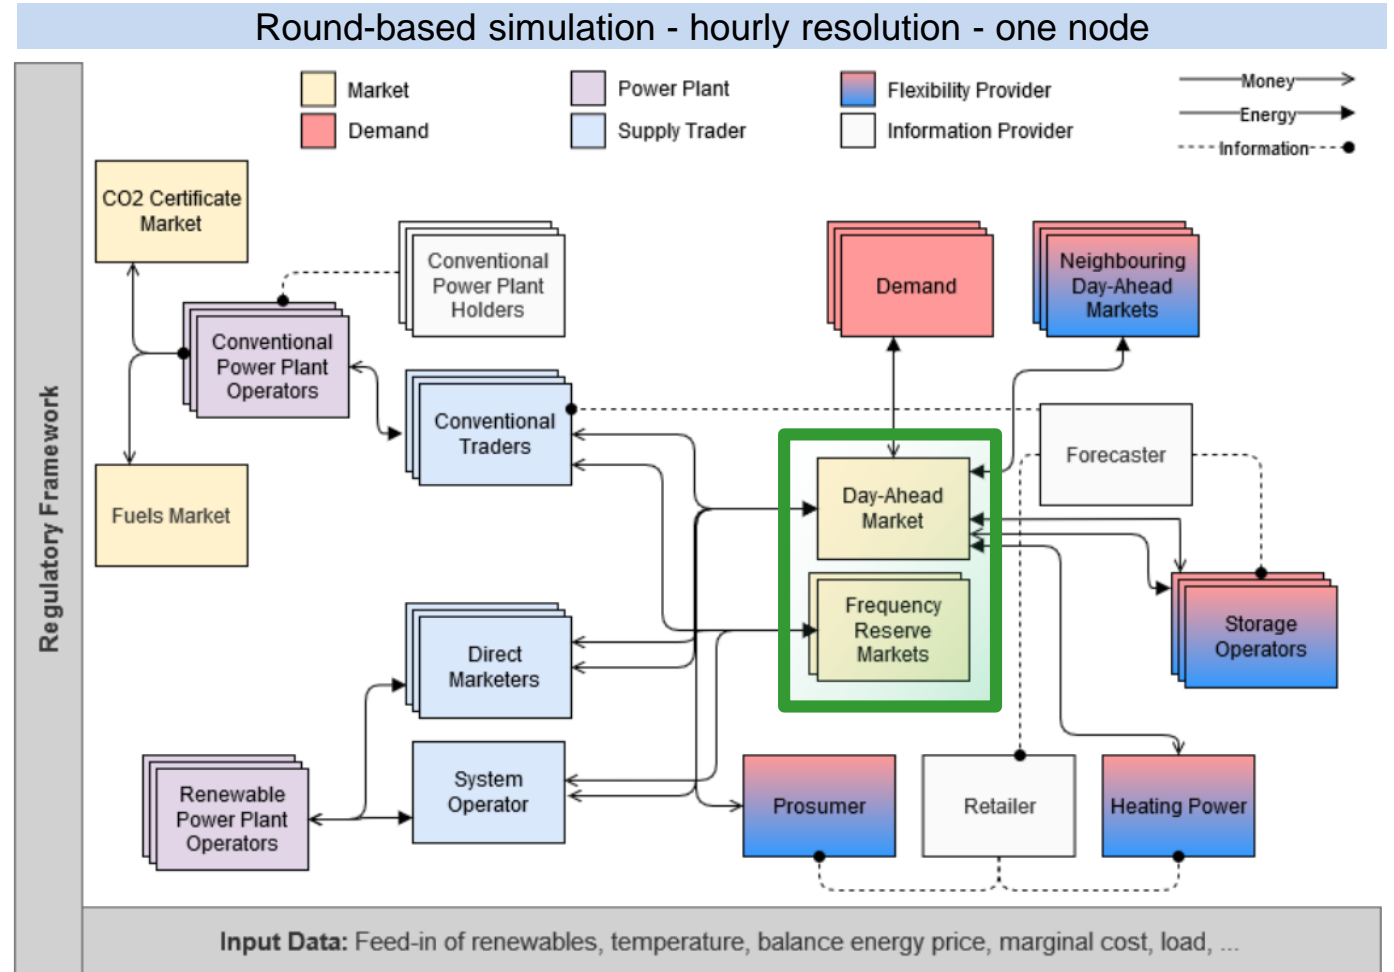 Round-based simulation - hourly resolution - one node
Market
Demand
Power Plant
Supply Trader
Flexibility Provider
Information Provider
Money
Energy
Information
Regulatory Framework
CO2 Certificate
Market
Conventional
Power Plant
Holders
Demand
Neighbouring
Day-Ahead
Markets
Conventional
Power Plant
Operators
Conventional
Traders
Forecaster
Day-Ahead
Market
Fuels Market
Frequency
Reserve
Markets
Storage
Operators
Direct
Marketers
System
Operator
Renewable
Power Plant
Operators
Prosumer
Retailer
Heating Power
Input Data: Feed-in of renewables, temperature, balance energy price, marginal cost, load, ...